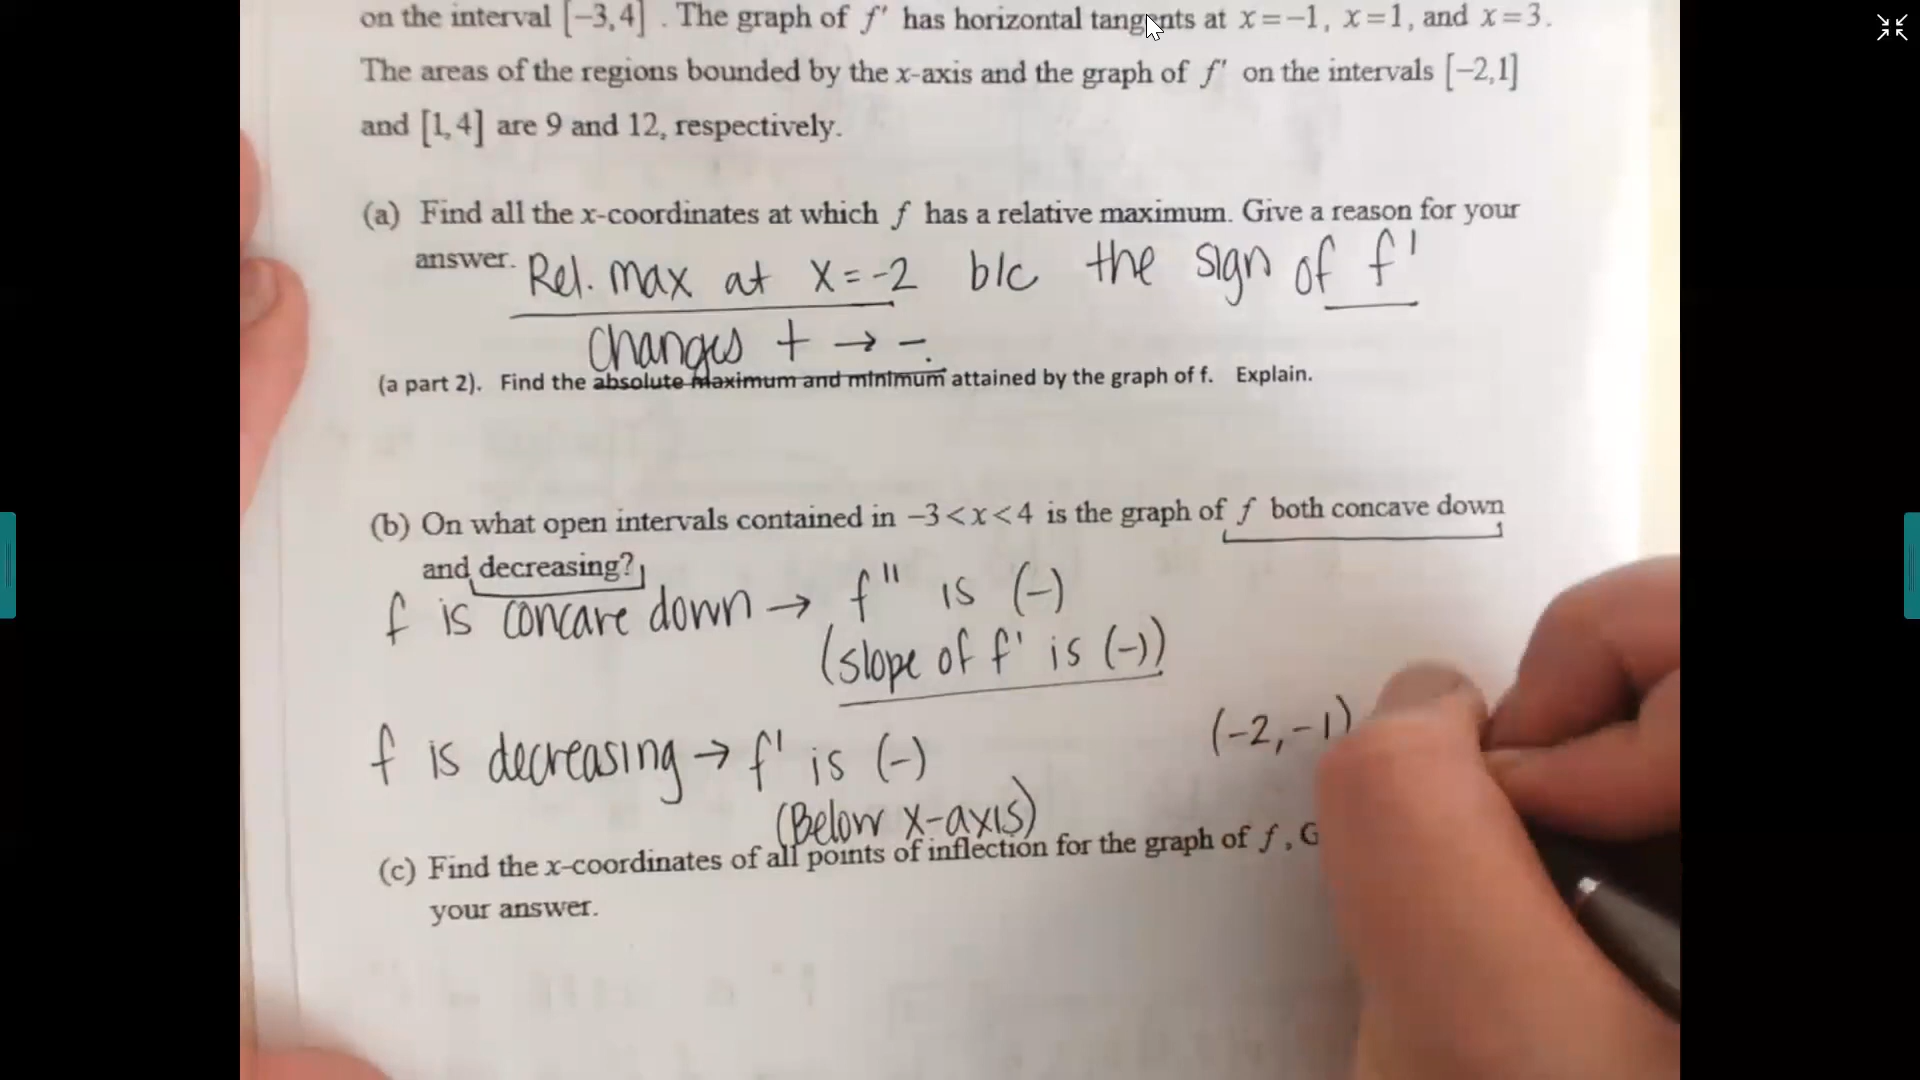 on the interval [−3,4] . The graph of f′ has horizontal tangents at x=−1, x=1, and x=3.
The areas of the regions bounded by the x-axis and the graph of f′ on the intervals [−2,1]
and [1,4] are 9 and 12, respectively.
(a) Find all the x-coordinates at which f has a relative maximum. Give a reason for your
answer. Rel. max at x=-2 b/c the sign of f'
changes + → -.
(a part 2). Find the absolute maximum and minimum attained by the graph of f. Explain.
(b) On what open intervals contained in −3<x<4 is the graph of f both concave down
and decreasing?
f is concave down → f" is (-)
(slope of f' is (-))
(-2,-1)
f is decreasing → f' is (-)
(Below x-axis)
(c) Find the x-coordinates of all points of inflection for the graph of f , G
your answer.